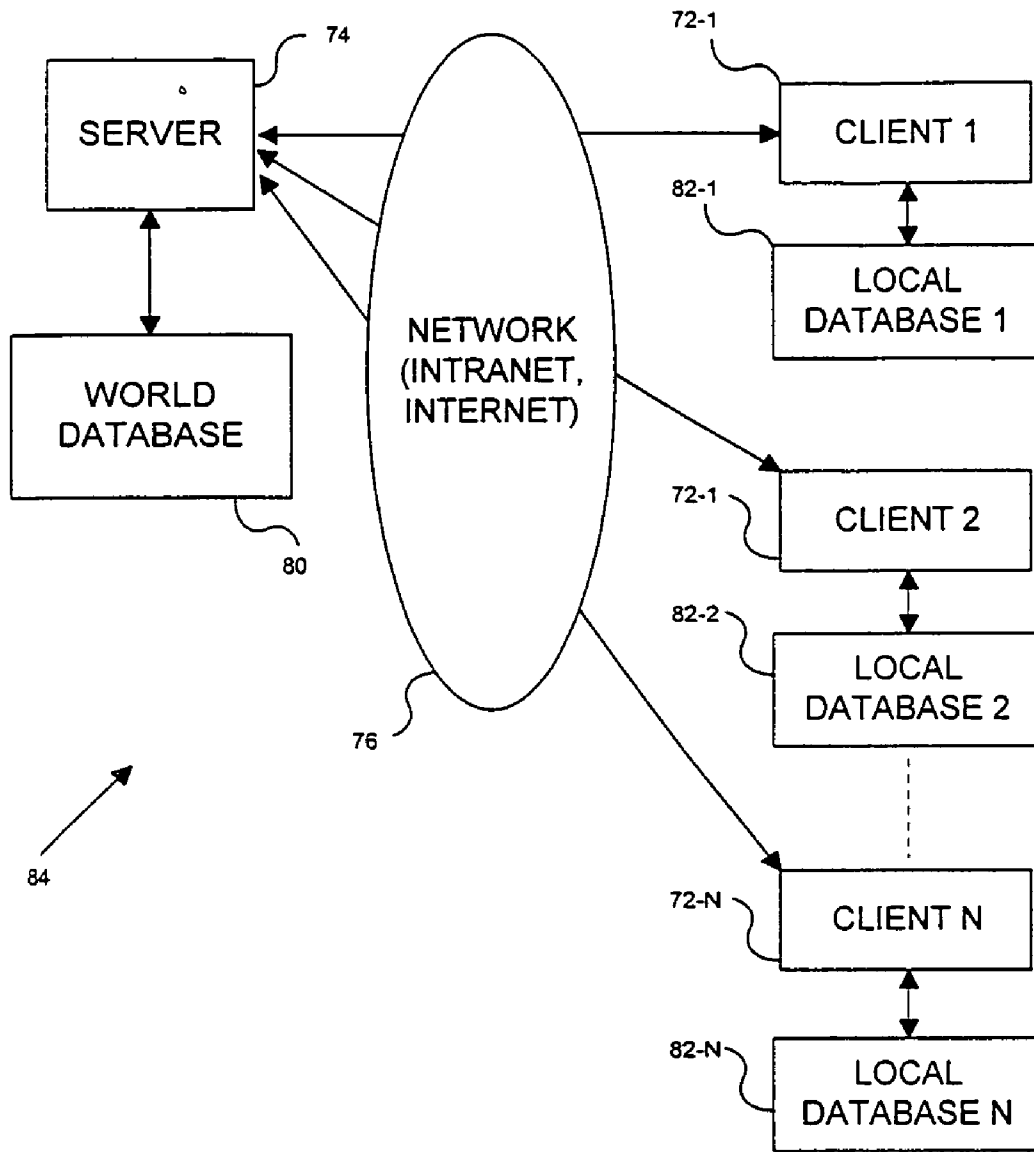 74
SERVER
WORLD
DATABASE
80
NETWORK
(INTRANET,
INTERNET)
76
84
72-1
CLIENT 1
82-1
LOCAL
DATABASE 1
72-1
CLIENT 2
82-2
LOCAL
DATABASE 2
72-N
CLIENT N
82-N
LOCAL
DATABASE N